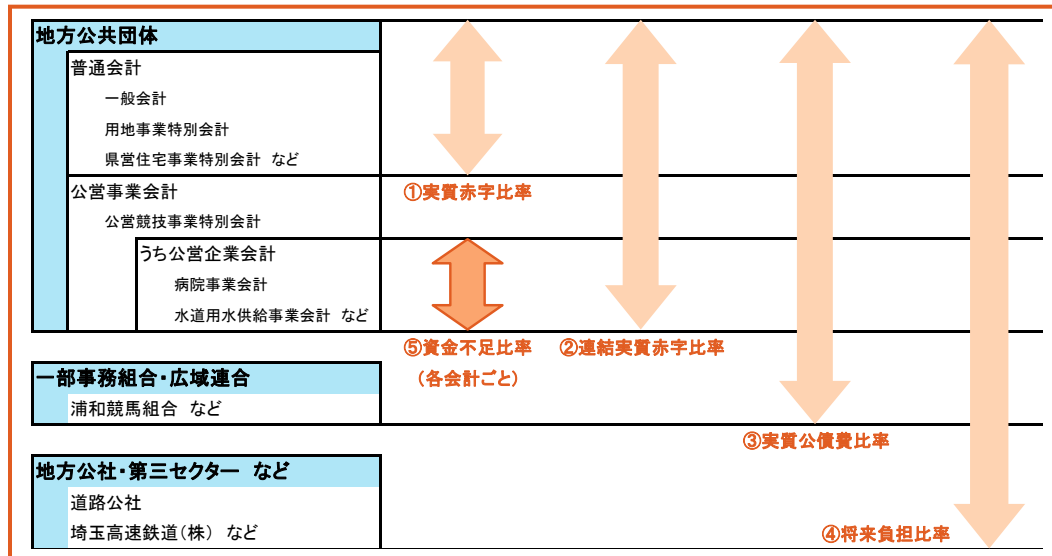 地方公共団体
普通会計
一般会計
用地事業特別会計
県営住宅事業特別会計 など
公営事業会計
①実質赤字比率
公営競技事業特別会計
うち公営企業会計
病院事業会計
水道用水供給事業会計 など
⑤資金不足比率
②連結実質赤字比率
(各会計ごと)
一部事務組合・広域連合
浦和競馬組合 など
③実質公債費比率
地方公社・第三セクター など
道路公社
埼玉高速鉄道(株) など
④将来負担比率